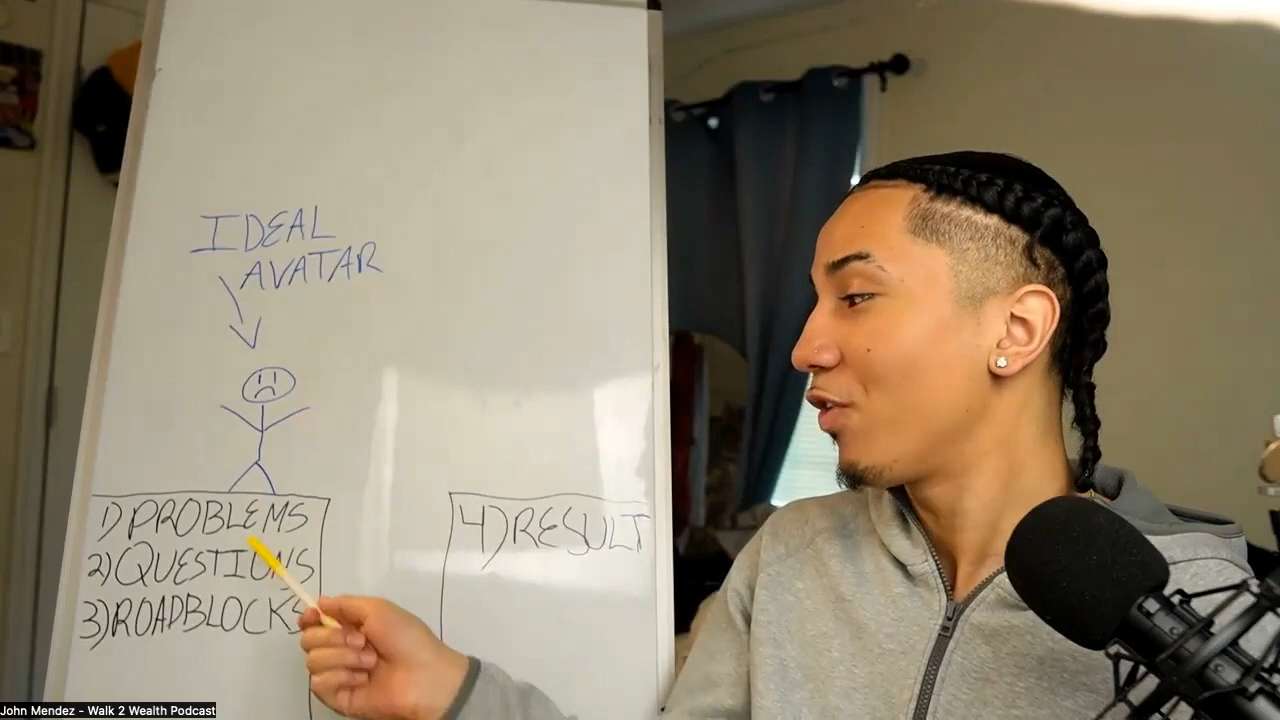 IDEAL
AVATAR
1) PROBLEMS
2) QUESTIONS
3) ROADBLOCKS
4) RESULT
John Mendez - Walk 2 Wealth Podcast